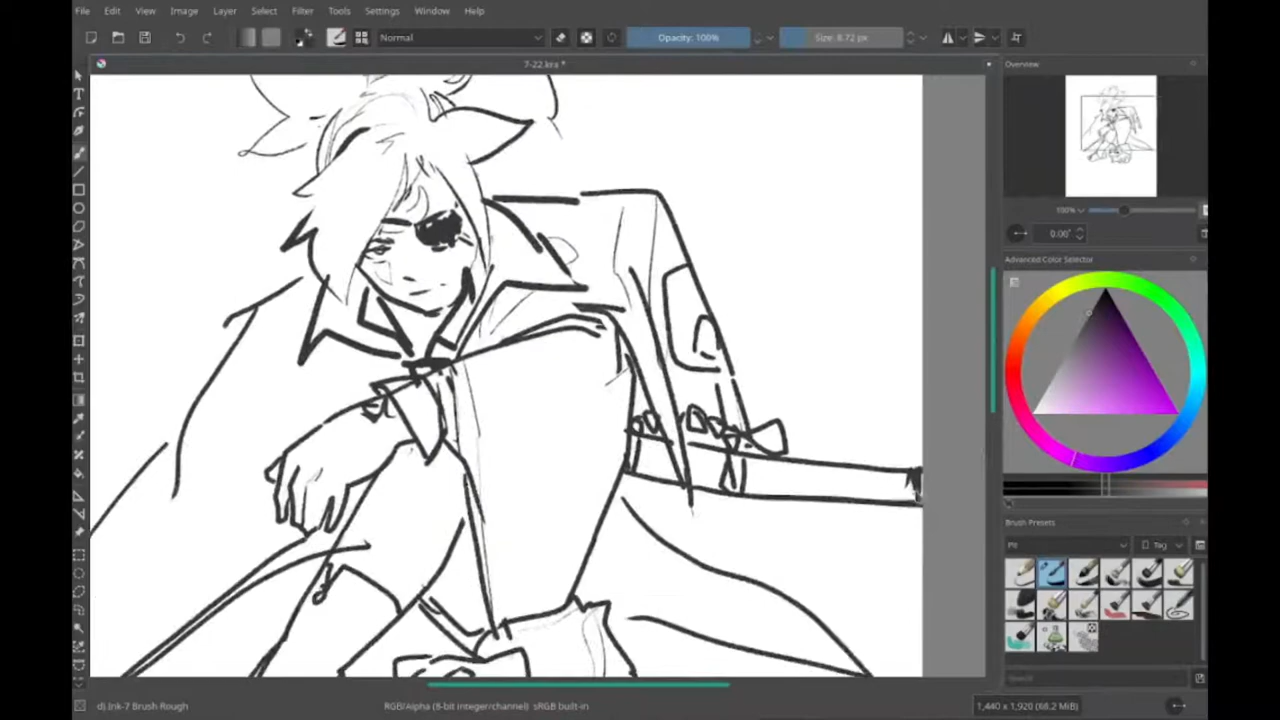 File Edit View Image Layer Select Filter Tools Settings Window Help
Normal Opacity: 100% Size: 8.72 px
7-22.kra *
Overview
100%
0.00°
Advanced Color Selector
Brush Presets
Tag
Search
d) Ink-7 Brush Rough RGB/Alpha (8-bit integer/channel) sRGB built-in 1,440 x 1,920 (68.2 MiB)